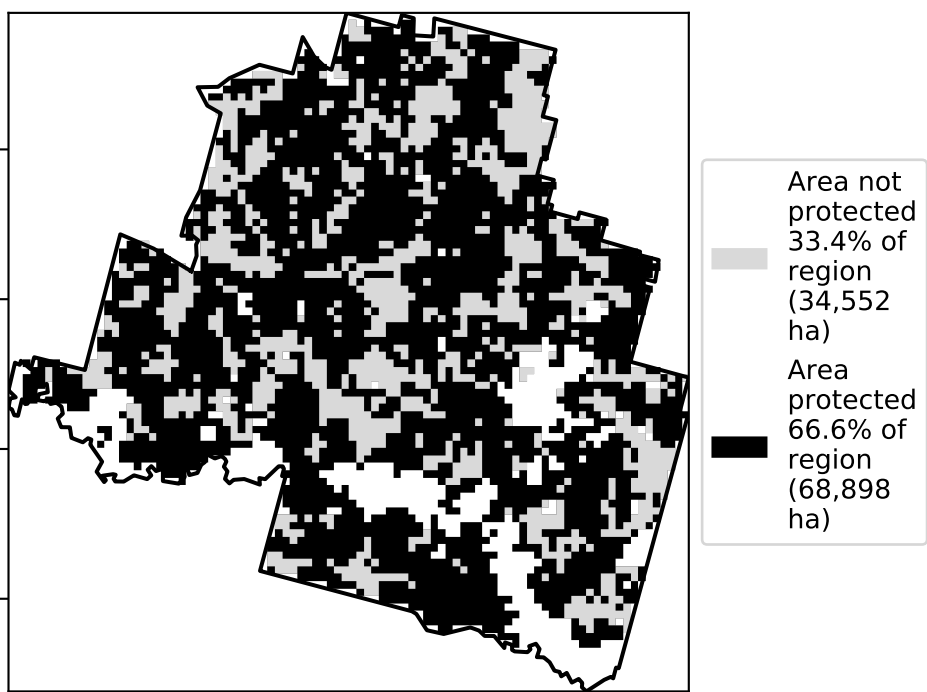 Area not
protected
33.4% of
region
(34,552
ha)
Area
protected
66.6% of
region
(68,898
ha)